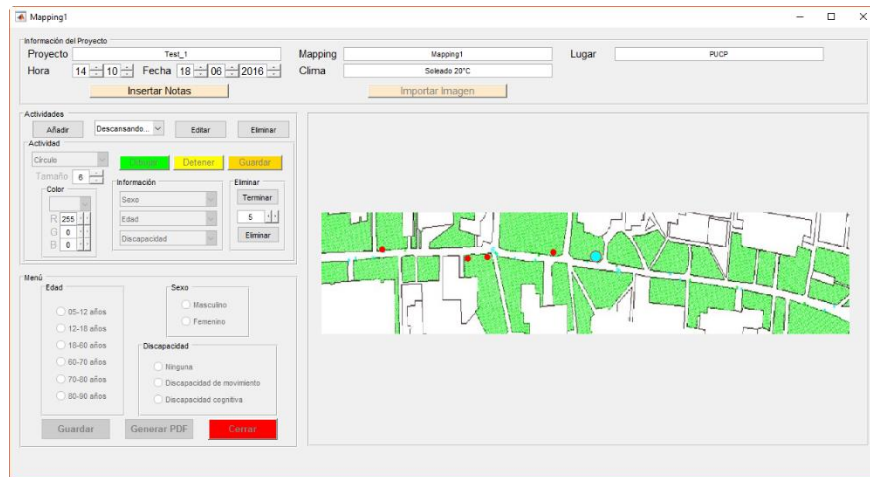 Mapping1
Información del Proyecto
Proyecto Test_1 Mapping Mapping1 Lugar PUCP
Hora 14 10 Fecha 18 06 2016 Clima Soleado 20°C
Insertar Notas Importar Imagen
Actividades
Añadir Descansando... Editar Eliminar
Actividad
Círculo Dibujar Detener Guardar
Tamaño 6 Información Eliminar
Color Sexo Terminar
R 255 Edad 5
G 0 Discapacidad Eliminar
B 0
Menú
Edad Sexo
05-12 años Masculino
12-18 años Femenino
18-60 años Discapacidad
60-70 años Ninguna
70-80 años Discapacidad de movimiento
80-90 años Discapacidad cognitiva
Guardar Generar PDF Cerrar